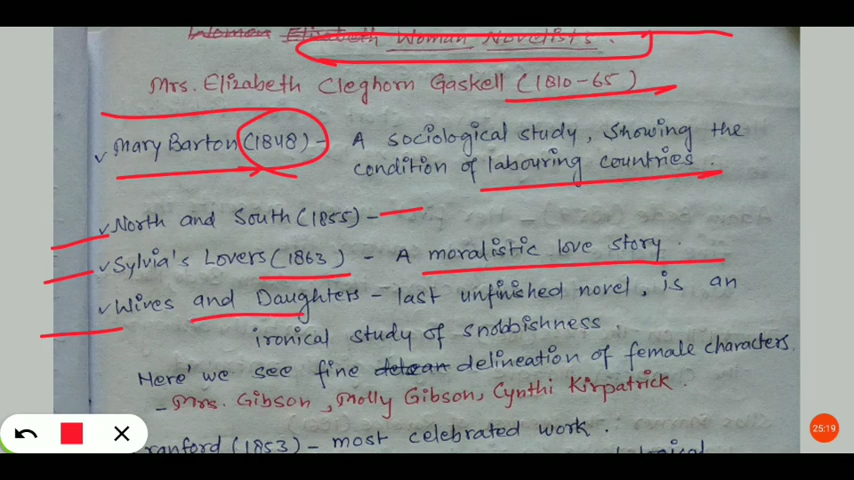 Women Elizabeth Woman Novelists.
Mrs. Elizabeth Cleghorn Gaskell (1810-65)
Mary Barton (1848) - A sociological study, showing the
condition of labouring countries.
North and South (1855) -
Sylvia's Lovers (1863) - A moralistic love story.
Wives and Daughters - last unfinished novel, is an
ironical study of snobbishness.
Here we see fine delineation of female characters.
- Mrs. Gibson, Molly Gibson, Cynthi Kirpatrick.
ranford (1853) - most celebrated work.
25:19